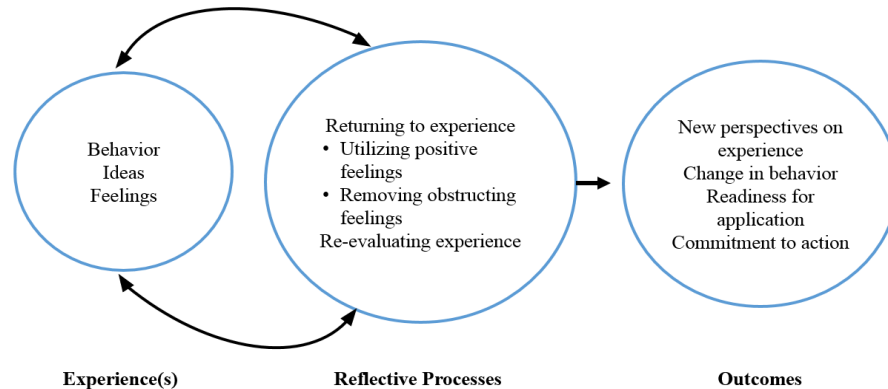 Behavior
Ideas
Feelings
Returning to experience
• Utilizing positive
feelings
• Removing obstructing
feelings
Re-evaluating experience
New perspectives on
experience
Change in behavior
Readiness for
application
Commitment to action
Experience(s)
Reflective Processes
Outcomes